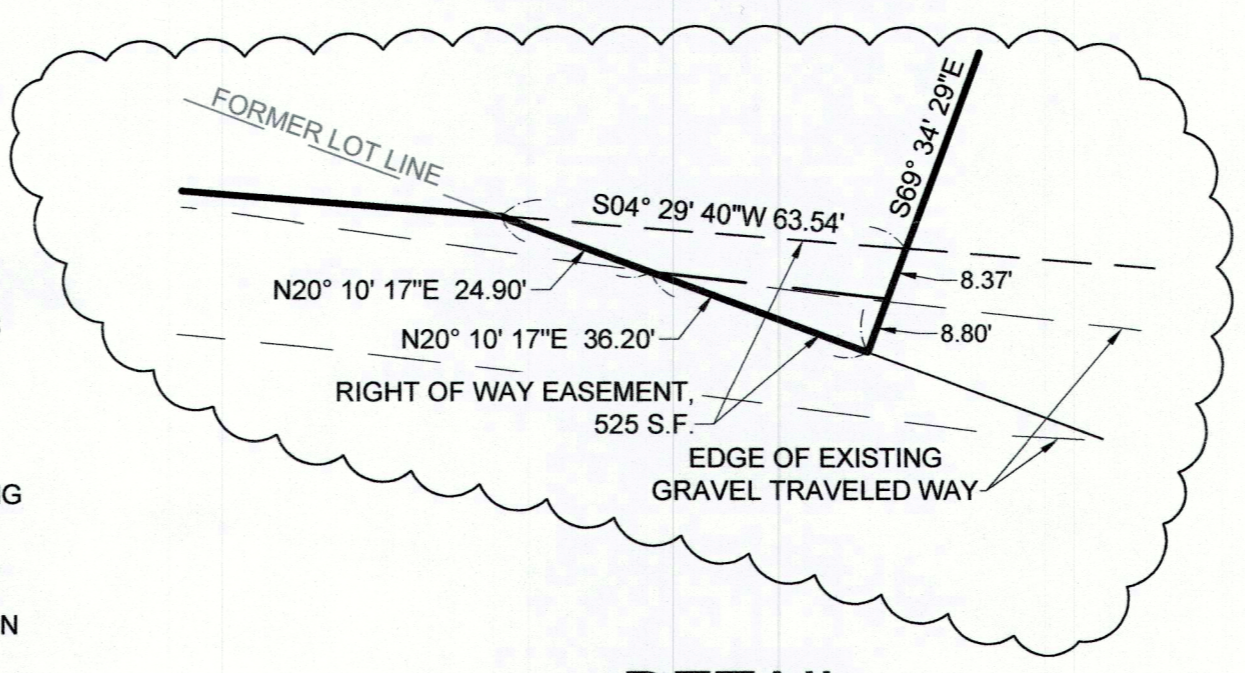 S69° 34' 29"E
FORMER LOT LINE
S04° 29' 40"W 63.54'
8.37'
N20° 10' 17"E 24.90'
8.80'
N20° 10' 17"E 36.20'
RIGHT OF WAY EASEMENT,
525 S.F.
EDGE OF EXISTING
GRAVEL TRAVELED WAY